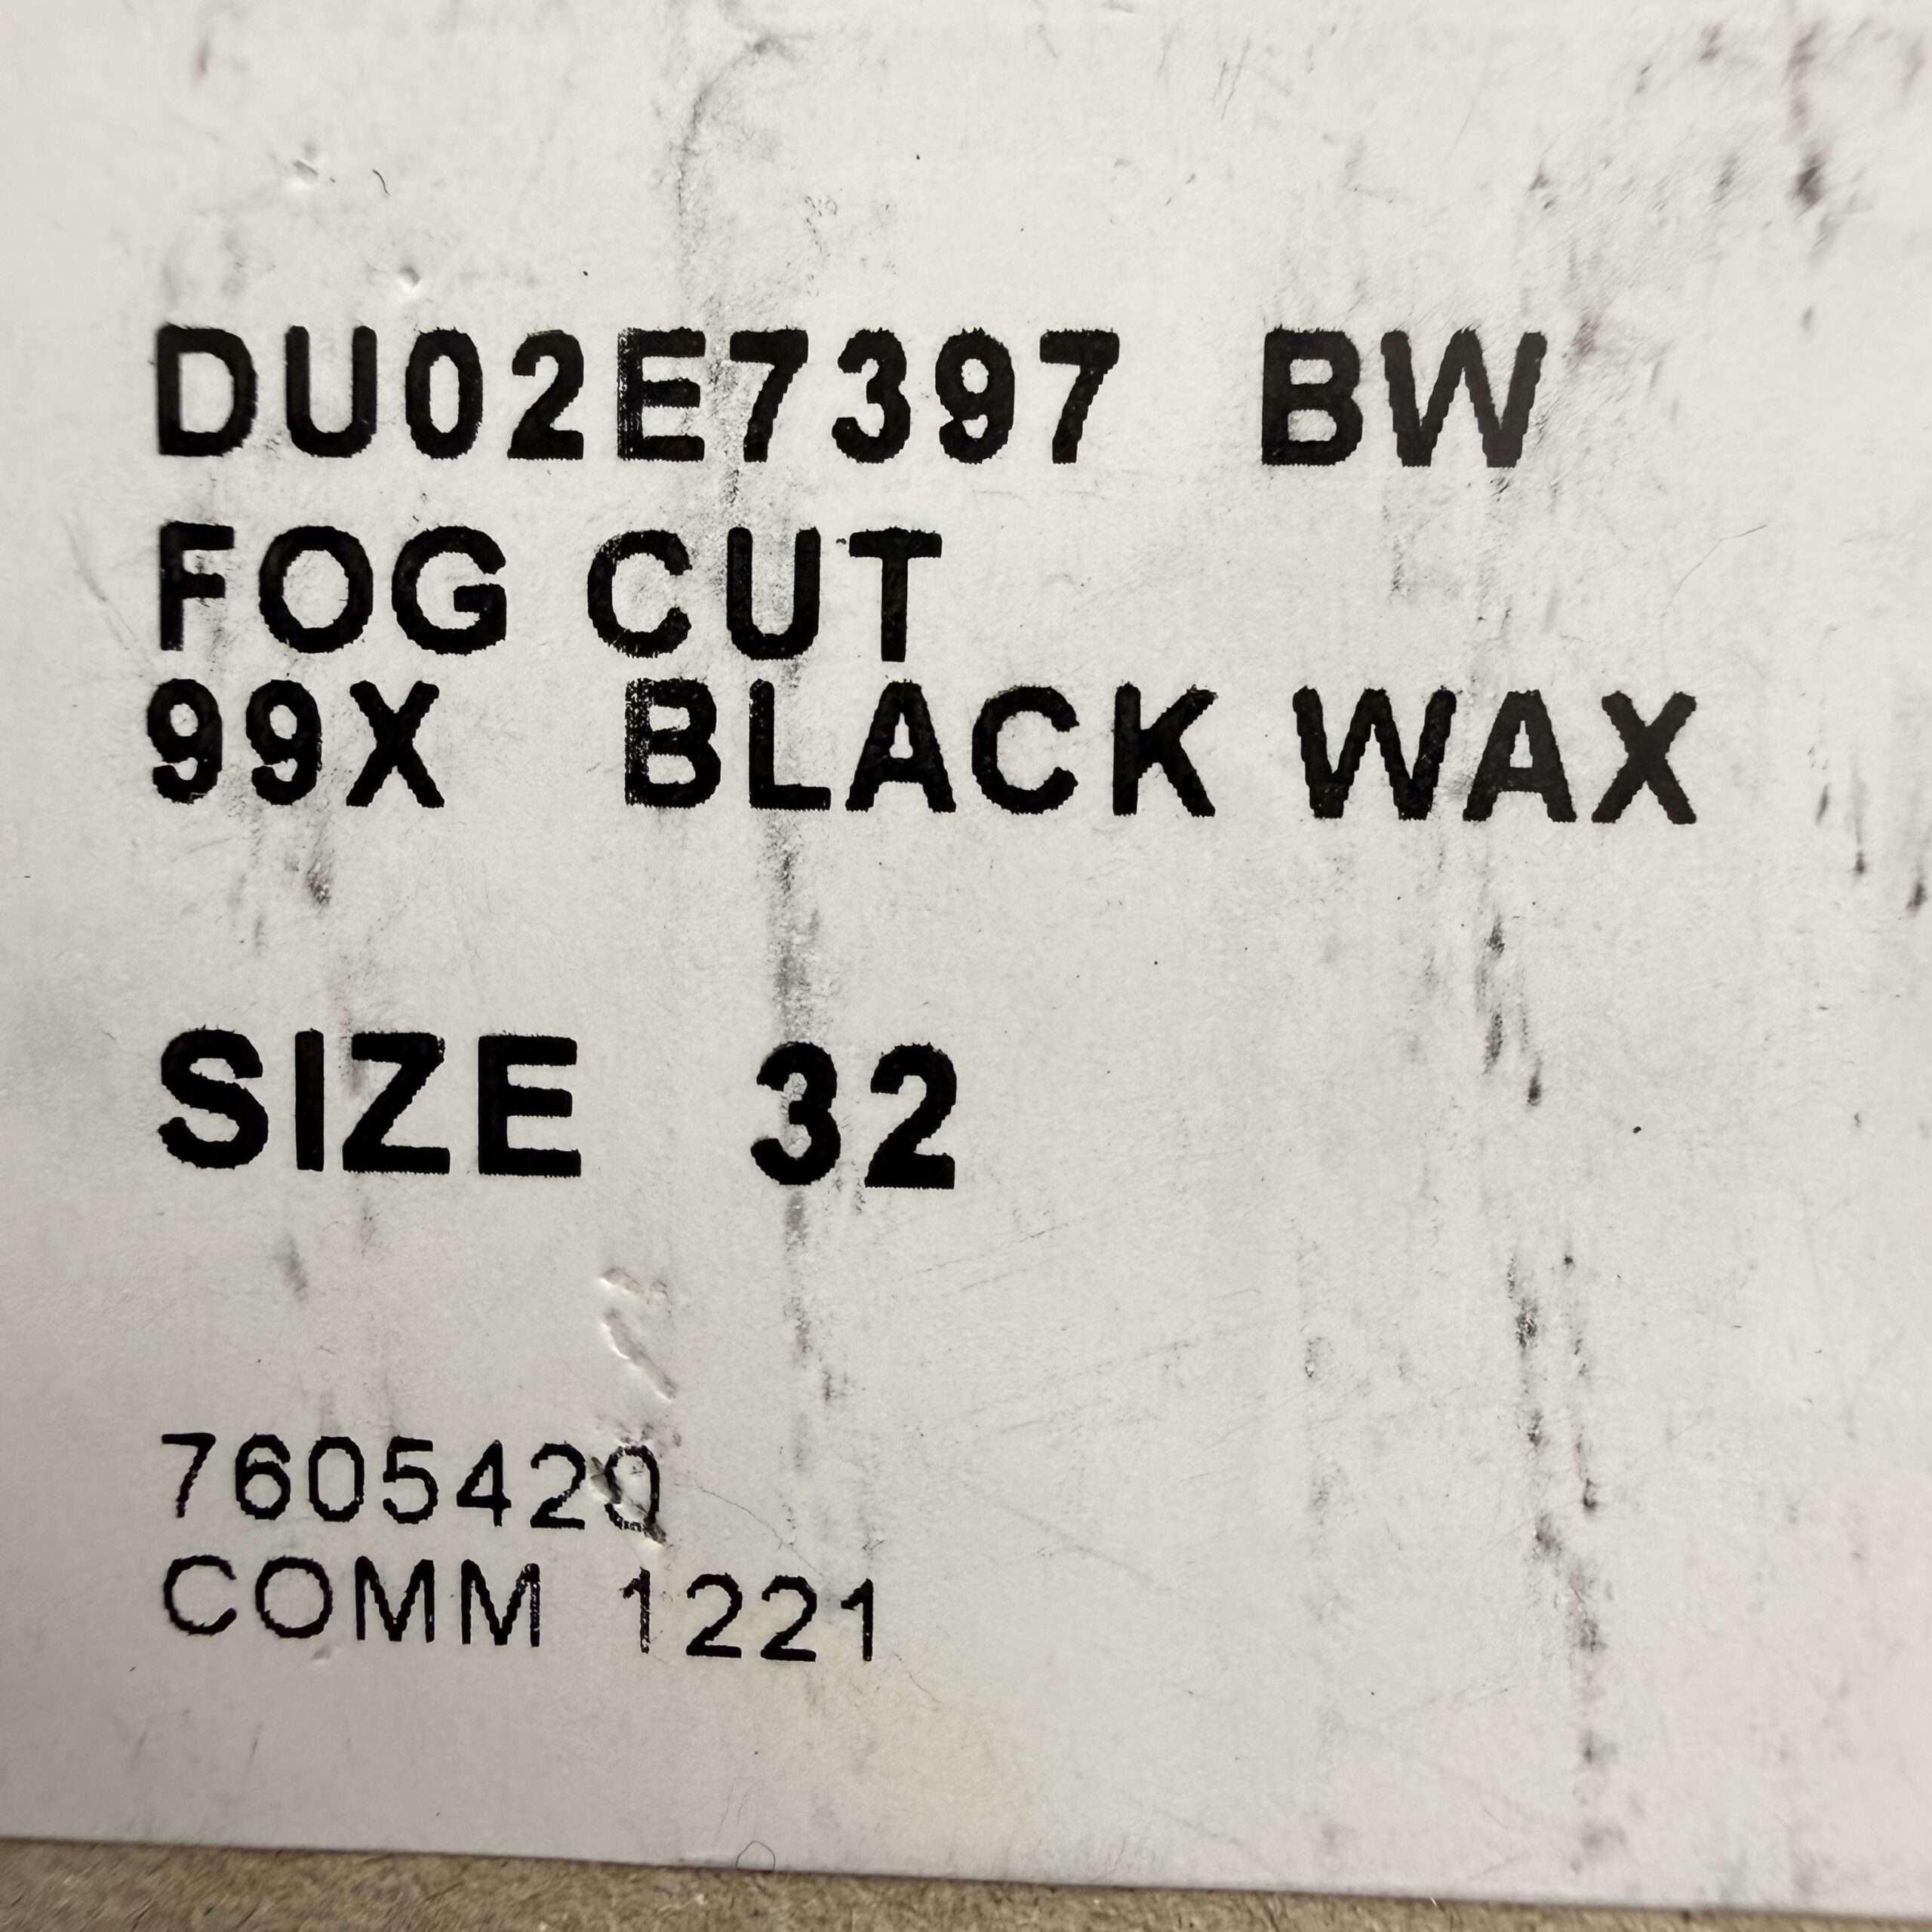 DU02E7397 BW
FOG CUT
99X BLACK WAX
SIZE 32
7605420
COMM 1221